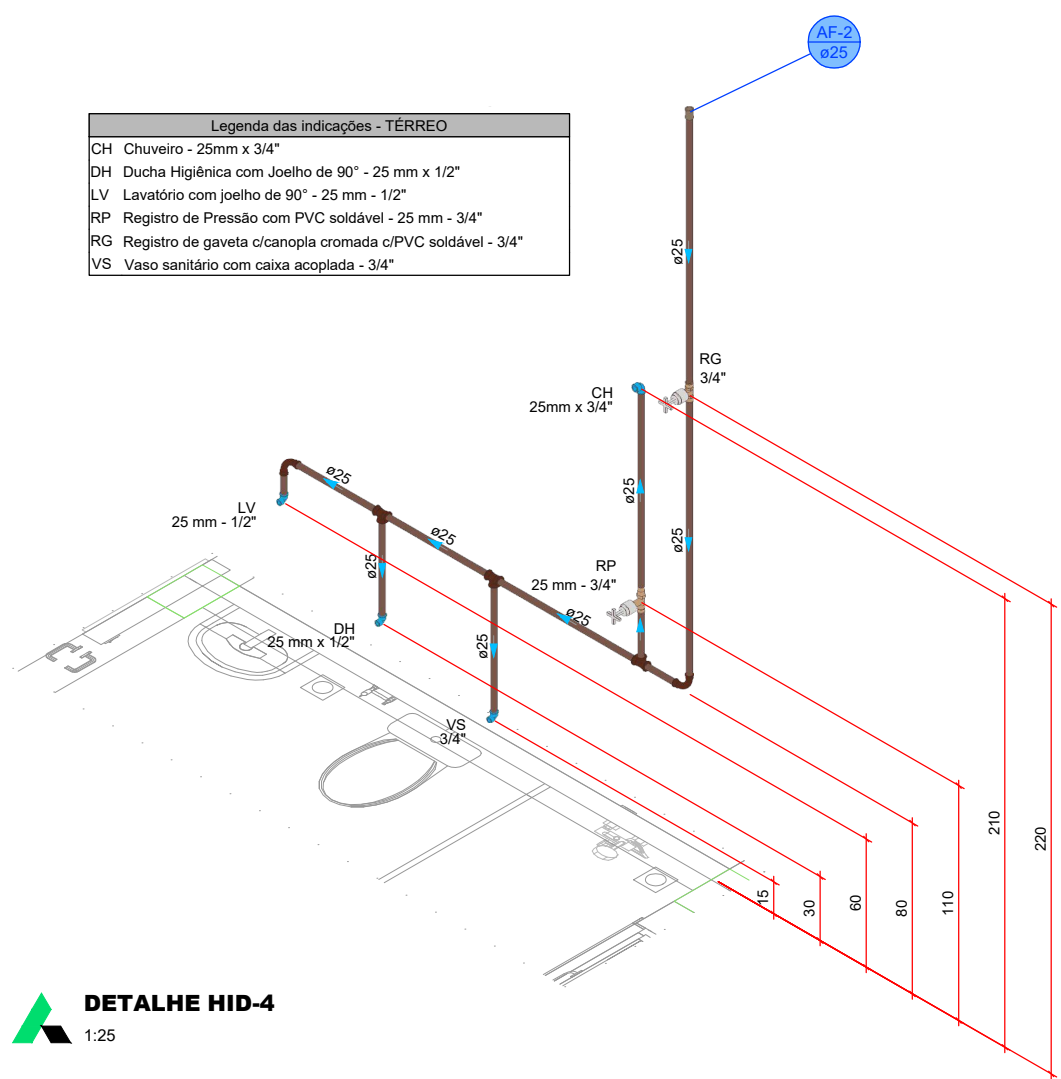 AF-2
ø25
Legenda das indicações - TÉRREO
CH Chuveiro - 25mm x 3/4"
DH Ducha Higiênica com Joelho de 90° - 25 mm x 1/2"
LV Lavatório com joelho de 90° - 25 mm - 1/2"
RP Registro de Pressão com PVC soldável - 25 mm - 3/4"
RG Registro de gaveta c/canopla cromada c/PVC soldável - 3/4"
VS Vaso sanitário com caixa acoplada - 3/4"
ø25
RG
3/4"
CH
25mm x 3/4"
ø25
ø25
LV
25 mm - 1/2"
ø25
ø25
ø25
RP
25 mm - 3/4"
ø25
ø25
DH
25 mm x 1/2"
ø25
VS
3/4"
15
30
60
80
110
210
220
DETALHE HID-4
1:25